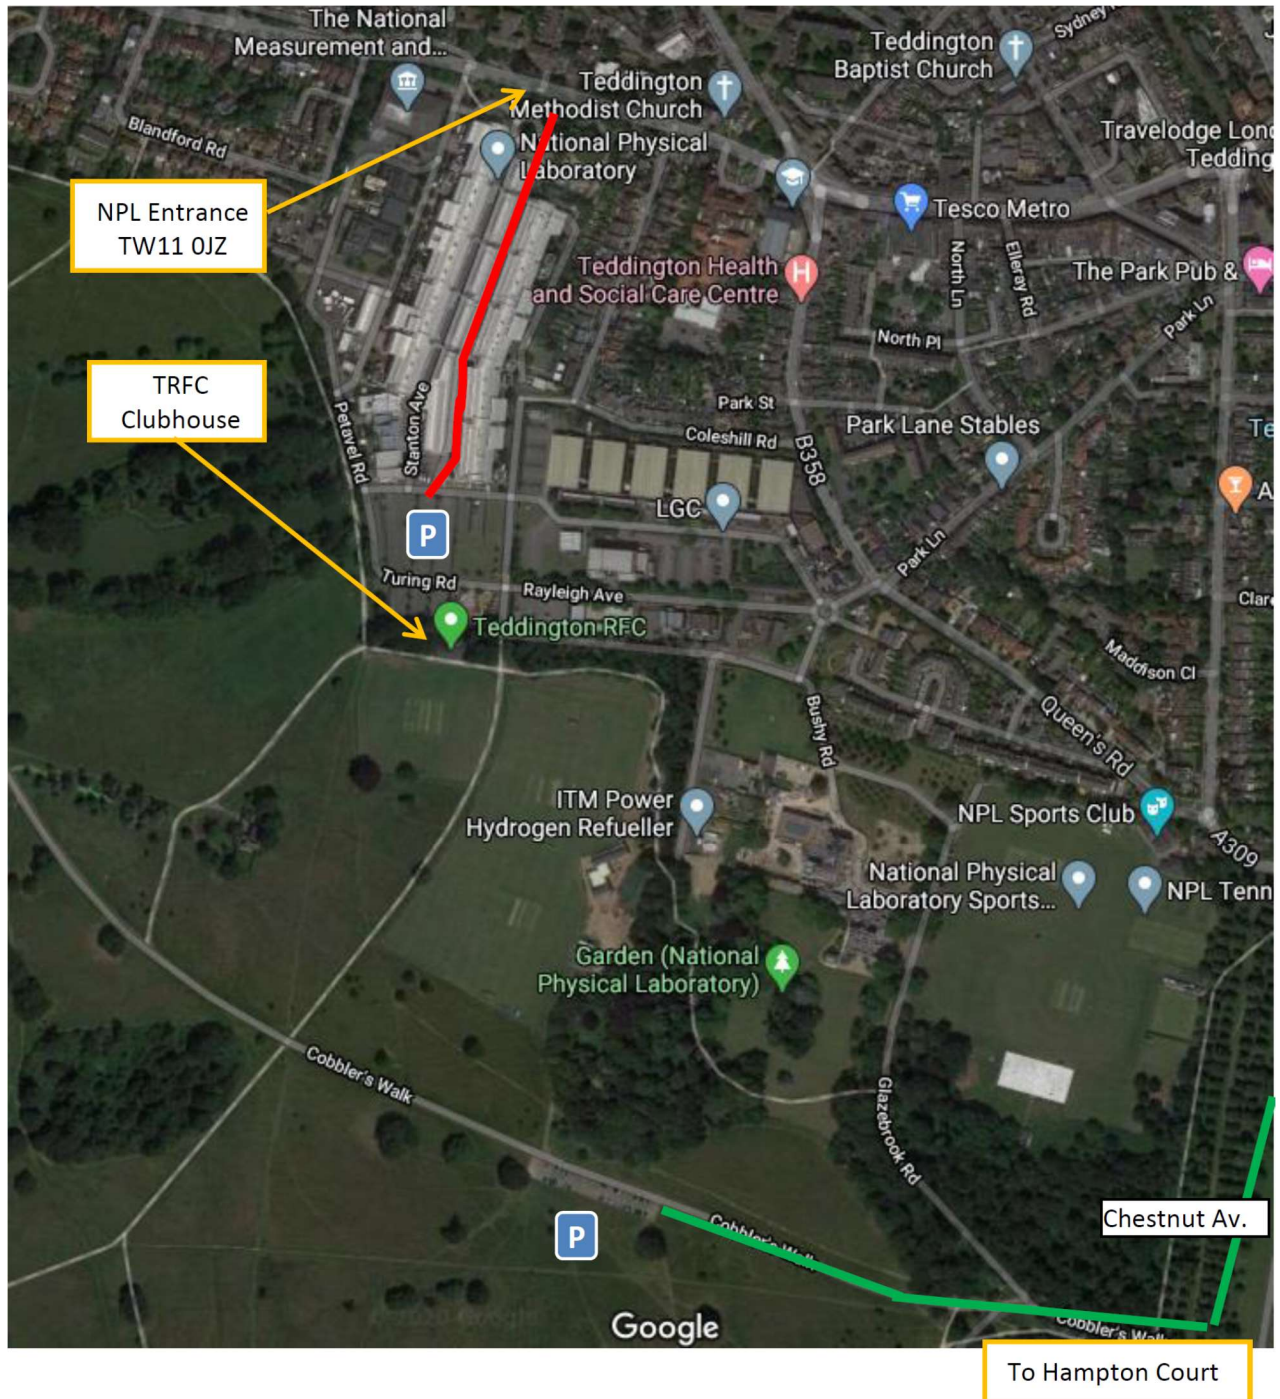 The National
Measurement and...
Teddington
Methodist Church
Teddington
Baptist Church
Sydney
Blandford Rd
National Physical
Laboratory
Travelodge Lond
Tedding
NPL Entrance
TW11 0JZ
Tesco Metro
North Ln
Elleray Rd
Teddington Health
and Social Care Centre
H
The Park Pub &
Park Ln
North Pl
TRFC
Clubhouse
Petavel Rd
Stanton Ave
Park St
Coleshill Rd
B358
Park Lane Stables
Te
LGC
A
P
Park Ln
Turing Rd
Rayleigh Ave
Teddington RFC
Clare
Maddison Cl
Queen's Rd
Bushy Rd
ITM Power
Hydrogen Refueller
NPL Sports Club
A309
National Physical
Laboratory Sports...
NPL Tenn
Garden (National
Physical Laboratory)
Cobbler's Walk
Glazebrook Rd
Chestnut Av.
P
Cobbler's Walk
Google
Cobbler's Walk
To Hampton Court